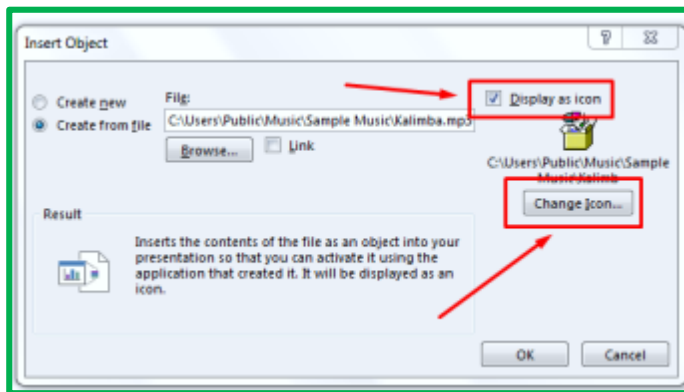 Insert Object
Create new
File:
Display as icon
Create from file
C:\Users\Public\Music\Sample Music\Kalimba.mp3
Browse...
Link
C:\Users\Public\Music\Sample
Music\Kalimb
Change Icon...
Result
Inserts the contents of the file as an object into your
presentation so that you can activate it using the
application that created it. It will be displayed as an
icon.
OK
Cancel